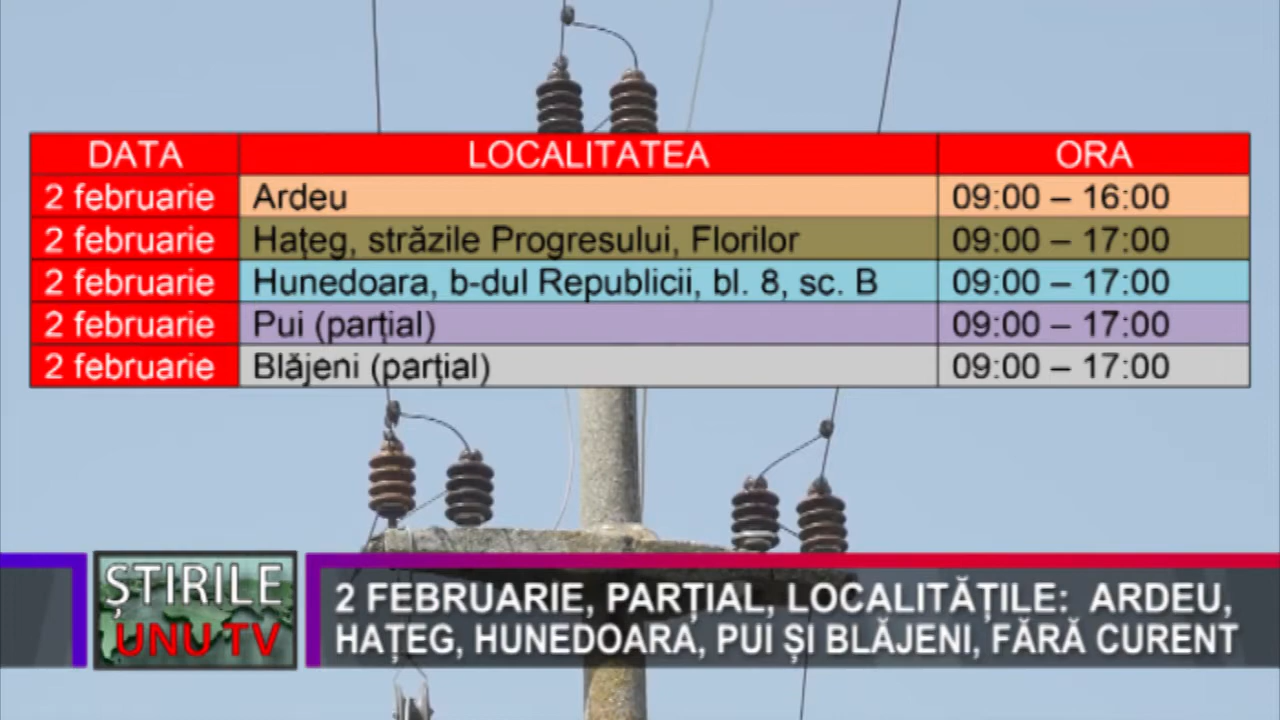 DATA LOCALITATEA ORA
2 februarie Ardeu 09:00 – 16:00
2 februarie Hațeg, străzile Progresului, Florilor 09:00 – 17:00
2 februarie Hunedoara, b-dul Republicii, bl. 8, sc. B 09:00 – 17:00
2 februarie Pui (parțial) 09:00 – 17:00
2 februarie Blăjeni (parțial) 09:00 – 17:00
ȘTIRILE
UNU TV
2 FEBRUARIE, PARȚIAL, LOCALITĂȚILE: ARDEU,
HAȚEG, HUNEDOARA, PUI ȘI BLĂJENI, FĂRĂ CURENT